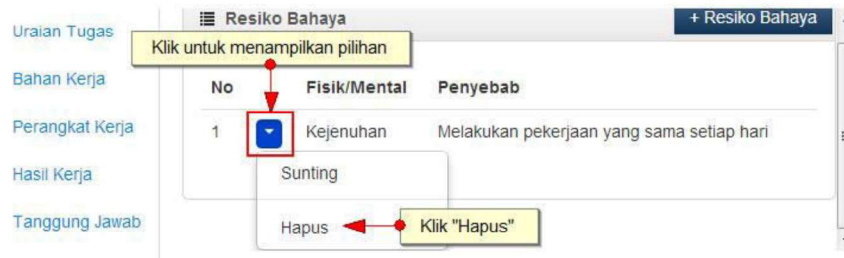 Uraian Tugas
Bahan Kerja
Perangkat Kerja
Hasil Kerja
Tanggung Jawab
Resiko Bahaya
+ Resiko Bahaya
Klik untuk menampilkan pilihan
No Fisik/Mental Penyebab
1 Kejenuhan Melakukan pekerjaan yang sama setiap hari
Sunting
Hapus
Klik "Hapus"